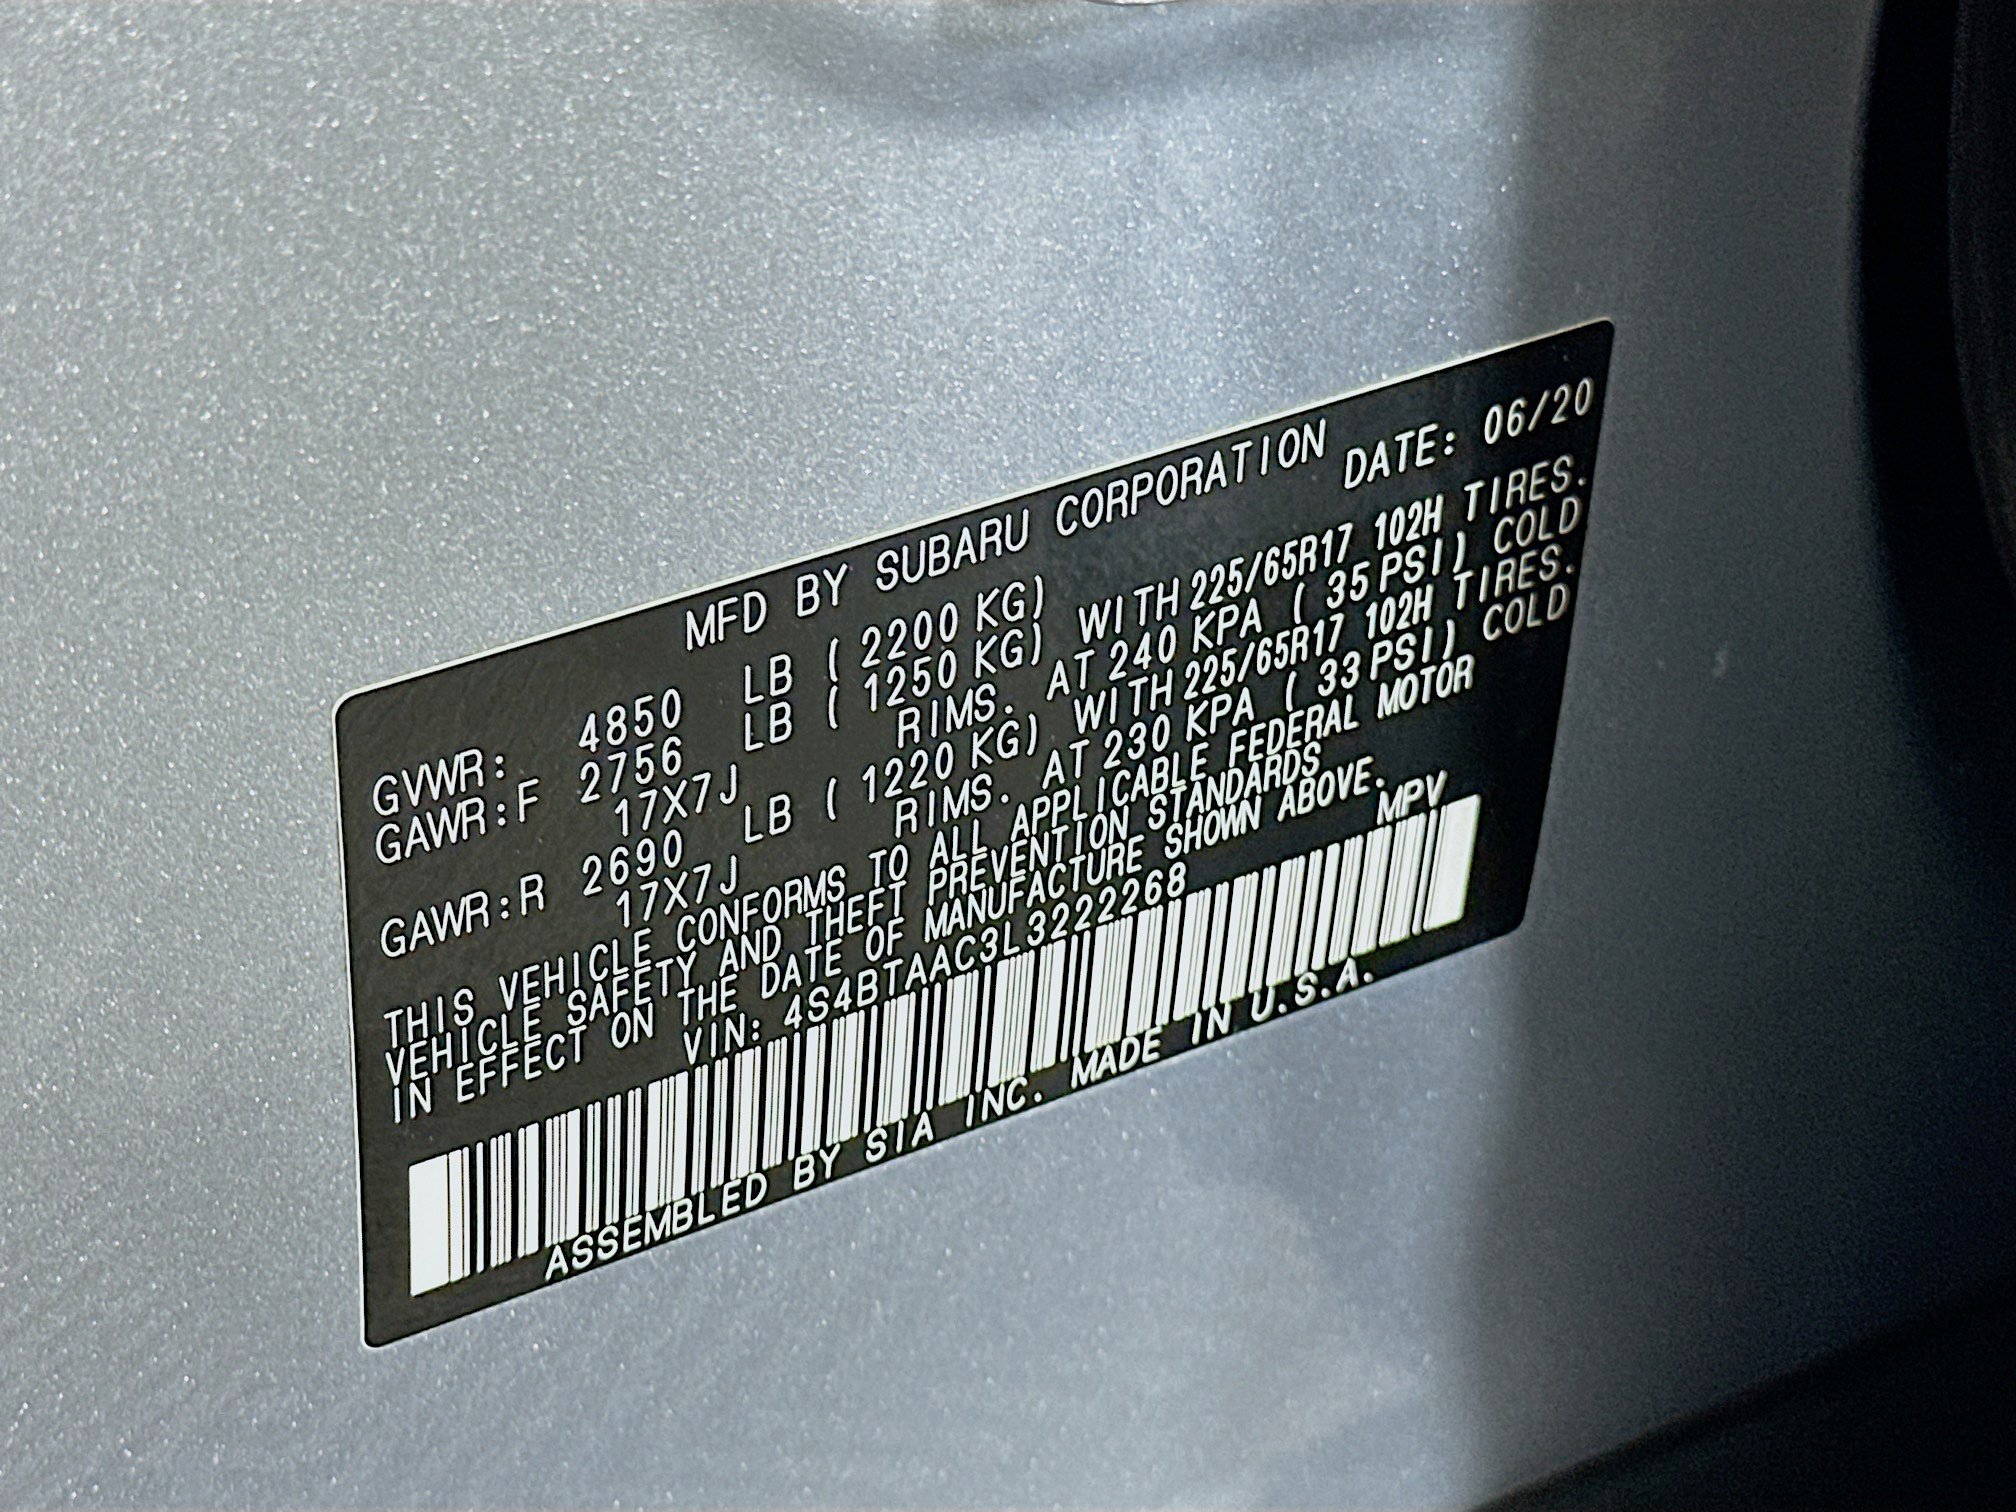 MFD BY SUBARU CORPORATION
DATE: 06/20
GVWR: 4850 LB ( 2200 KG)
GAWR:F 2756 LB ( 1250 KG) WITH 225/65R17 102H TIRES.
17X7J RIMS. AT 240 KPA ( 35 PSI) COLD
GAWR:R 2690 LB ( 1220 KG) WITH 225/65R17 102H TIRES.
17X7J RIMS. AT 230 KPA ( 33 PSI) COLD
THIS VEHICLE CONFORMS TO ALL APPLICABLE FEDERAL MOTOR
VEHICLE SAFETY AND THEFT PREVENTION STANDARDS
IN EFFECT ON THE DATE OF MANUFACTURE SHOWN ABOVE.
VIN: 4S4BTAAC3L3222268 MPV
ASSEMBLED BY SIA INC. MADE IN U.S.A.